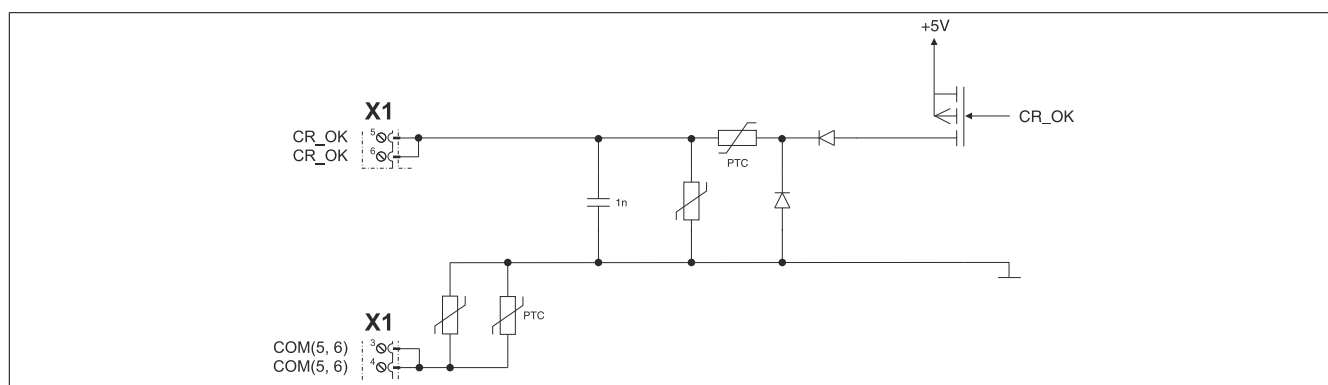 +5V
X1
CR_OK
5
CR_OK
6
CR_OK
PTC
1n
PTC
X1
COM(5, 6)
3
COM(5, 6)
4